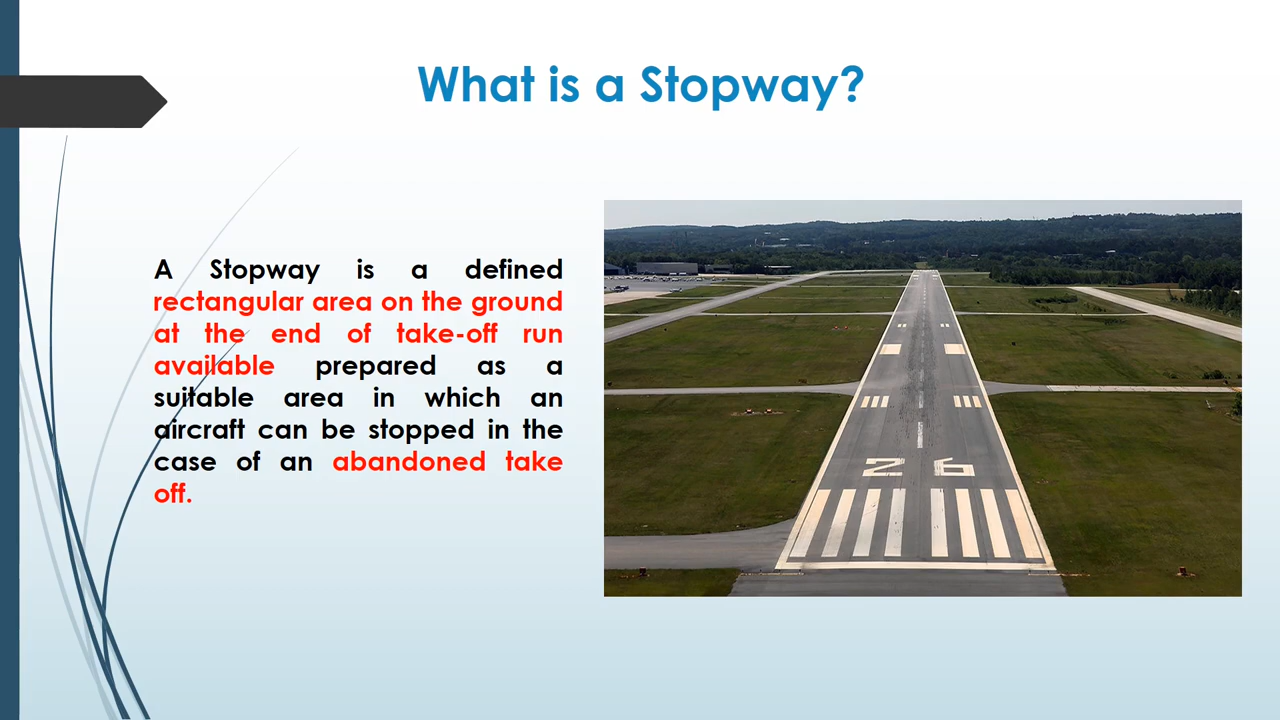 What is a Stopway?
A Stopway is a defined
rectangular area on the ground
at the end of take-off run
available prepared as a
suitable area in which an
aircraft can be stopped in the
case of an abandoned take
off.
26